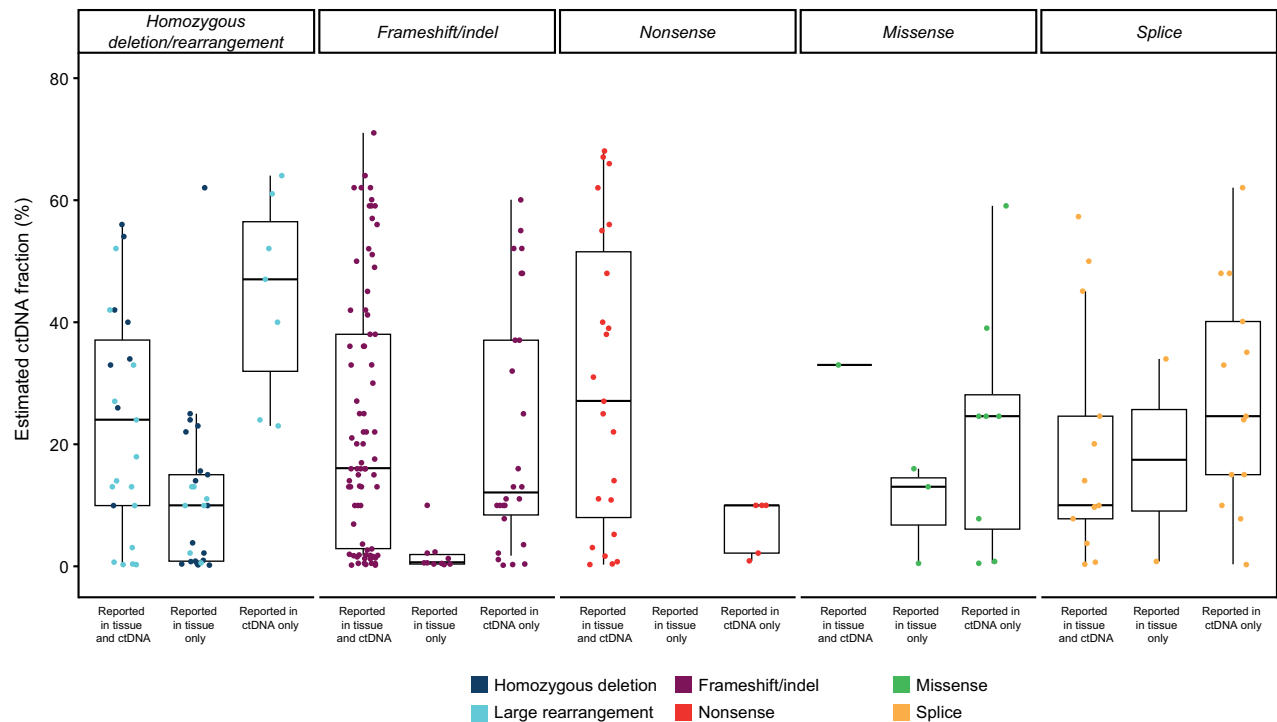 Homozygous
deletion/rearrangement
Frameshift/indel
Nonsense
Missense
Splice
Estimated ctDNA fraction (%)
80
60
40
20
0
Reported
in tissue
and ctDNA
Reported
in tissue
only
Reported in
ctDNA only
Reported
in tissue
and ctDNA
Reported
in tissue
only
Reported in
ctDNA only
Reported
in tissue
and ctDNA
Reported
in tissue
only
Reported in
ctDNA only
Reported
in tissue
and ctDNA
Reported
in tissue
only
Reported in
ctDNA only
Reported
in tissue
and ctDNA
Reported
in tissue
only
Reported in
ctDNA only
Homozygous deletion
Frameshift/indel
Missense
Large rearrangement
Nonsense
Splice